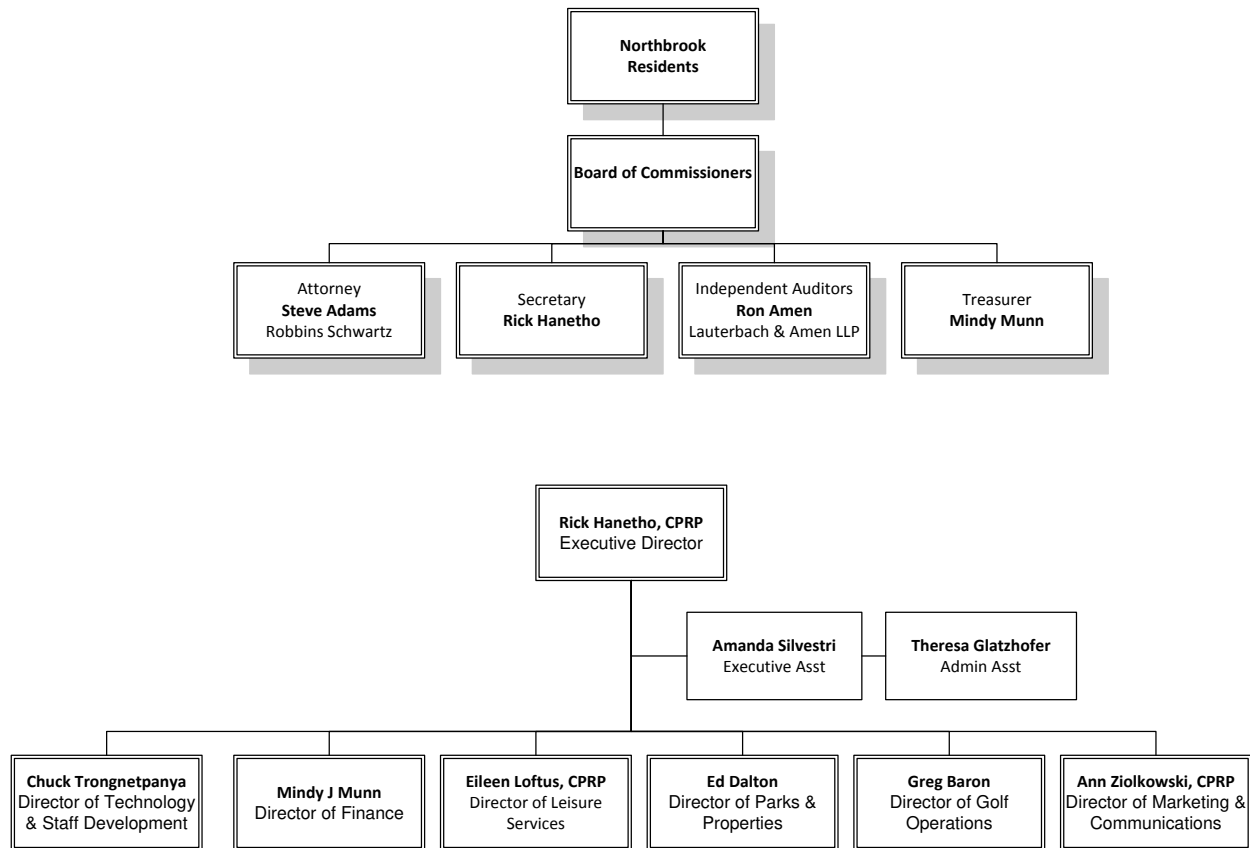 Northbrook
Residents
Board of Commissioners
Attorney
Steve Adams
Robbins Schwartz
Secretary
Rick Hanetho
Independent Auditors
Ron Amen
Lauterbach & Amen LLP
Treasurer
Mindy Munn
Rick Hanetho, CPRP
Executive Director
Amanda Silvestri
Executive Asst
Theresa Glatzhofer
Admin Asst
Chuck Trongnetpanya
Director of Technology
& Staff Development
Mindy J Munn
Director of Finance
Eileen Loftus, CPRP
Director of Leisure
Services
Ed Dalton
Director of Parks &
Properties
Greg Baron
Director of Golf
Operations
Ann Ziolkowski, CPRP
Director of Marketing &
Communications